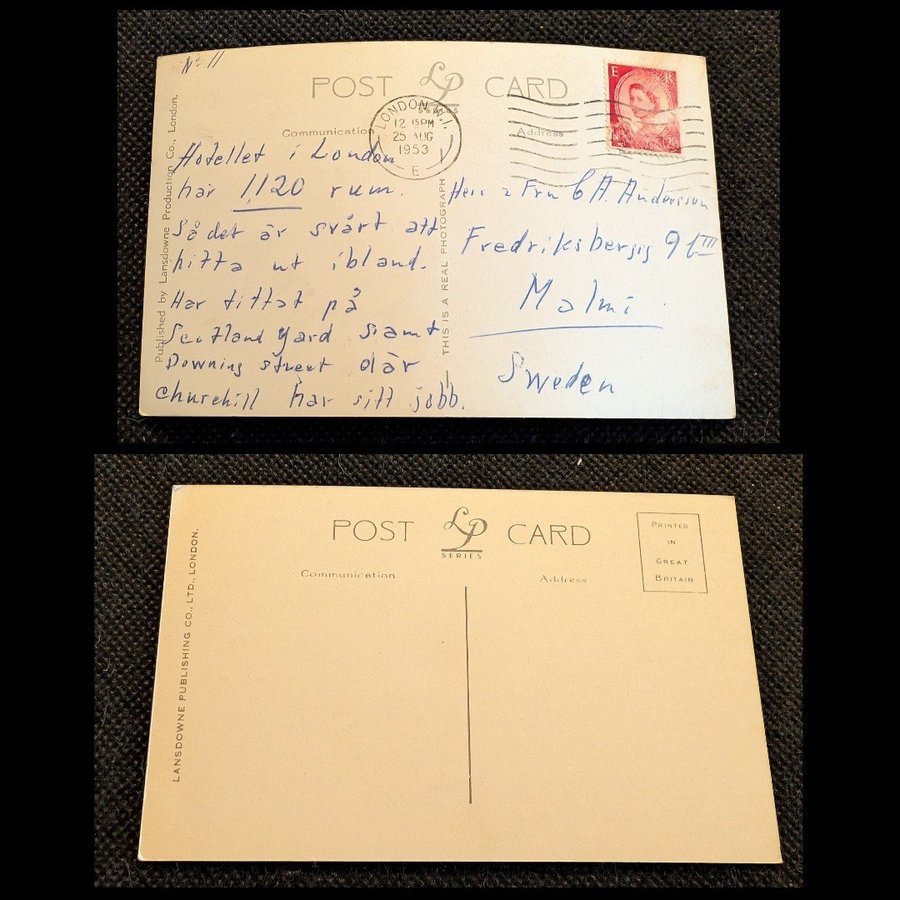 No 11
POST LP CARD
SERIES
LONDON.W.1.
12 15PM
25 AUG
1953
E
E R
Communication
Address
Hotellet i London
har 1120 rum.
Så det är svårt att
hitta ut ibland.
Har tittat på
Scotland Yard samt
Downing street där
churchill har sitt jobb.
Herr o Fru C A. Andersson
Fredriksbergsg 9 t III
Malmö
Sweden
Published by Lansdowne Production Co., London.
THIS IS A REAL PHOTOGRAPH
POST LP CARD
SERIES
Communication
Address
PRINTED
IN
GREAT
BRITAIN
LANSDOWNE PUBLISHING CO., LTD., LONDON.